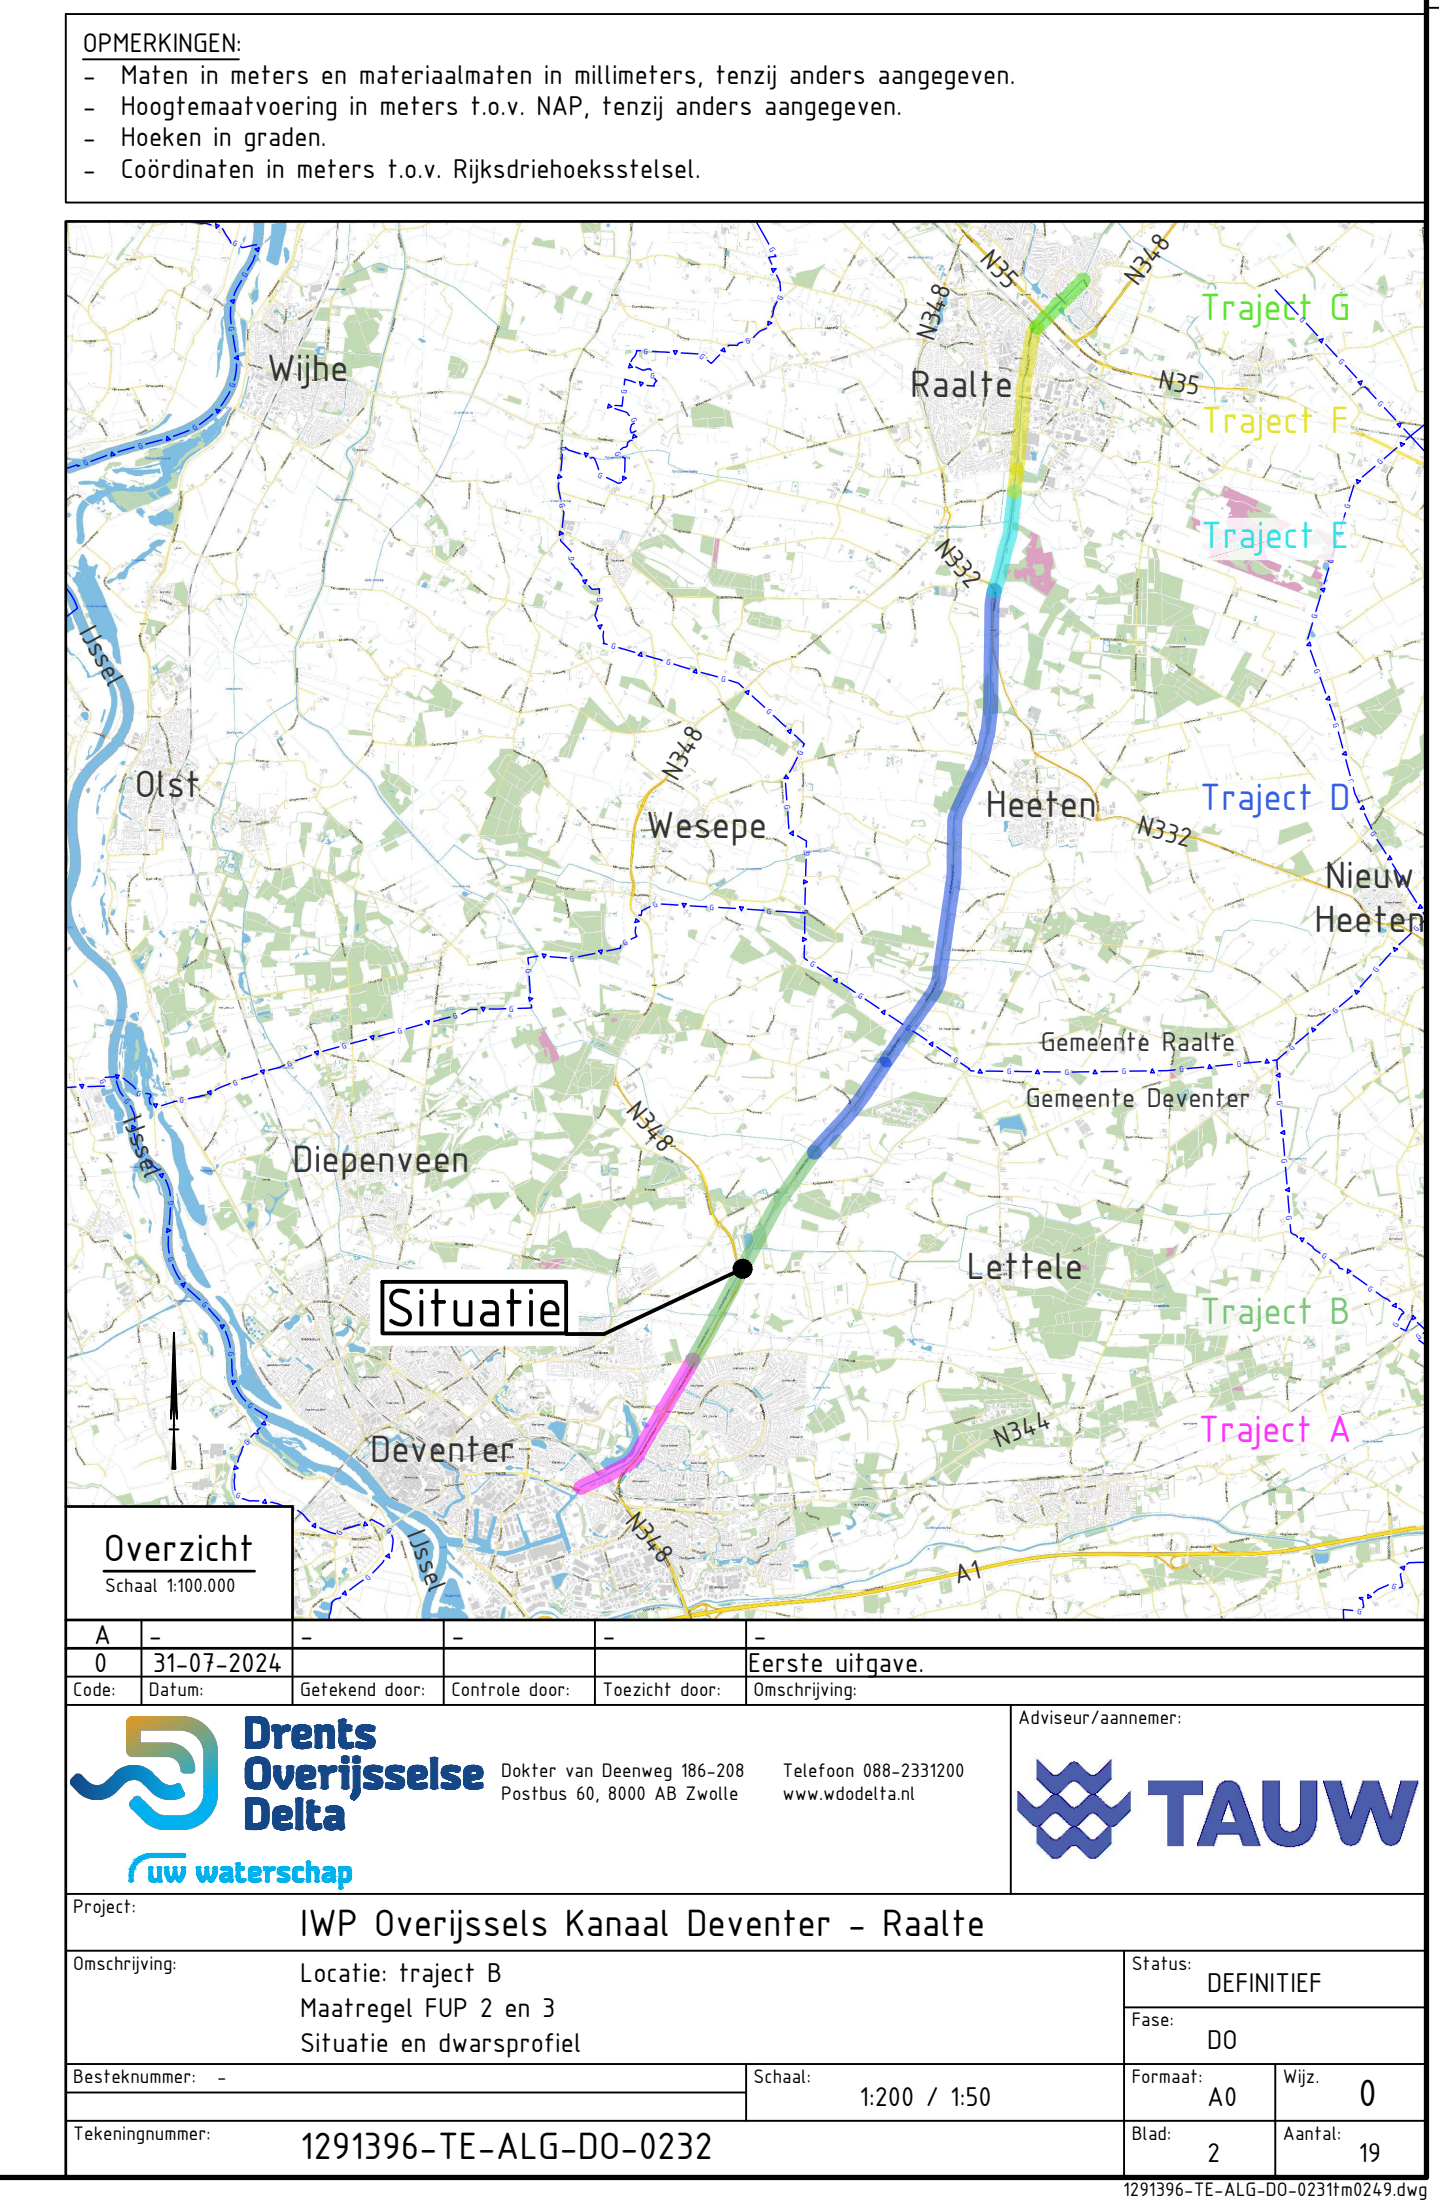 OPMERKINGEN:
- Maten in meters en materiaalmaten in millimeters, tenzij anders aangegeven.
- Hoogtemaatvoering in meters t.o.v. NAP, tenzij anders aangegeven.
- Hoeken in graden.
- Coördinaten in meters t.o.v. Rijksdriehoeksstelsel.
N35
N348
N348
Traject G
Wijhe
Raalte
N35
Traject F
Traject E
N332
IJssel
N348
Olst
Heeten
Traject D
Wesepe
N332
Nieuw
Heeten
Gemeente Raalte
Gemeente Deventer
N348
IJssel
Diepenveen
Lettele
Situatie
Traject B
N344
Traject A
Deventer
N348
IJssel
A1
Overzicht
Schaal 1:100.000
A - - - - -
0 31-07-2024 Eerste uitgave.
Code: Datum: Getekend door: Controle door: Toezicht door: Omschrijving:
Drents
Overijsselse
Delta
uw waterschap
Dokter van Deenweg 186-208
Postbus 60, 8000 AB Zwolle
Telefoon 088-2331200
www.wdodelta.nl
Adviseur/aannemer:
TAUW
Project:
IWP Overijssels Kanaal Deventer - Raalte
Omschrijving:
Locatie: traject B
Maatregel FUP 2 en 3
Situatie en dwarsprofiel
Status:
DEFINITIEF
Fase:
DO
Besteknummer: -
Schaal:
1:200 / 1:50
Formaat:
A0
Wijz.
0
Tekeningnummer:
1291396-TE-ALG-DO-0232
Blad:
2
Aantal:
19
1291396-TE-ALG-DO-0231tm0249.dwg